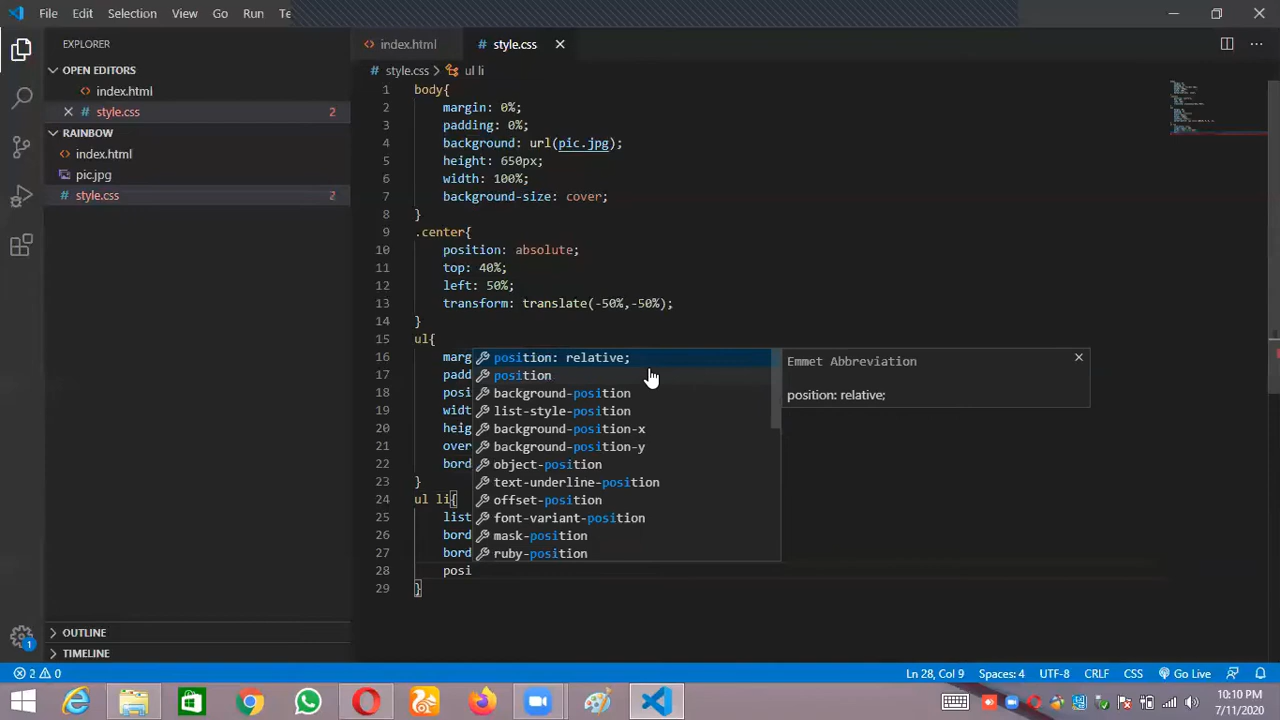 File Edit Selection View Go Run Te
EXPLORER
OPEN EDITORS
index.html
style.css 2
RAINBOW
index.html
pic.jpg
style.css 2
OUTLINE
TIMELINE
index.html style.css
style.css > ul li
1 body{
2 margin: 0%;
3 padding: 0%;
4 background: url(pic.jpg);
5 height: 650px;
6 width: 100%;
7 background-size: cover;
8 }
9 .center{
10 position: absolute;
11 top: 40%;
12 left: 50%;
13 transform: translate(-50%,-50%);
14 }
15 ul{
16 marg
17 padd
18 posi
19 widt
20 heig
21 over
22 bord
23 }
24 ul li{
25 list
26 bord
27 bord
28 posi
29 }
position: relative;
position
background-position
list-style-position
background-position-x
background-position-y
object-position
text-underline-position
offset-position
font-variant-position
mask-position
ruby-position
Emmet Abbreviation
position: relative;
1
2 0
Ln 28, Col 9 Spaces: 4 UTF-8 CRLF CSS Go Live
10:10 PM
7/11/2020